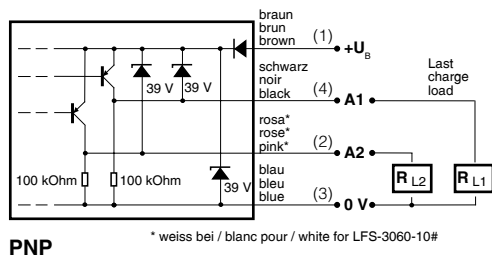 braun
brun
brown
(1)
+U_B
schwarz
noir
black
(4)
A1
Last
charge
load
39 V
39 V
rosa*
rose*
pink*
(2)
A2
100 kOhm
100 kOhm
39 V
blau
bleu
blue
(3)
0 V
R L2
R L1
* weiss bei / blanc pour / white for LFS-3060-10#
PNP